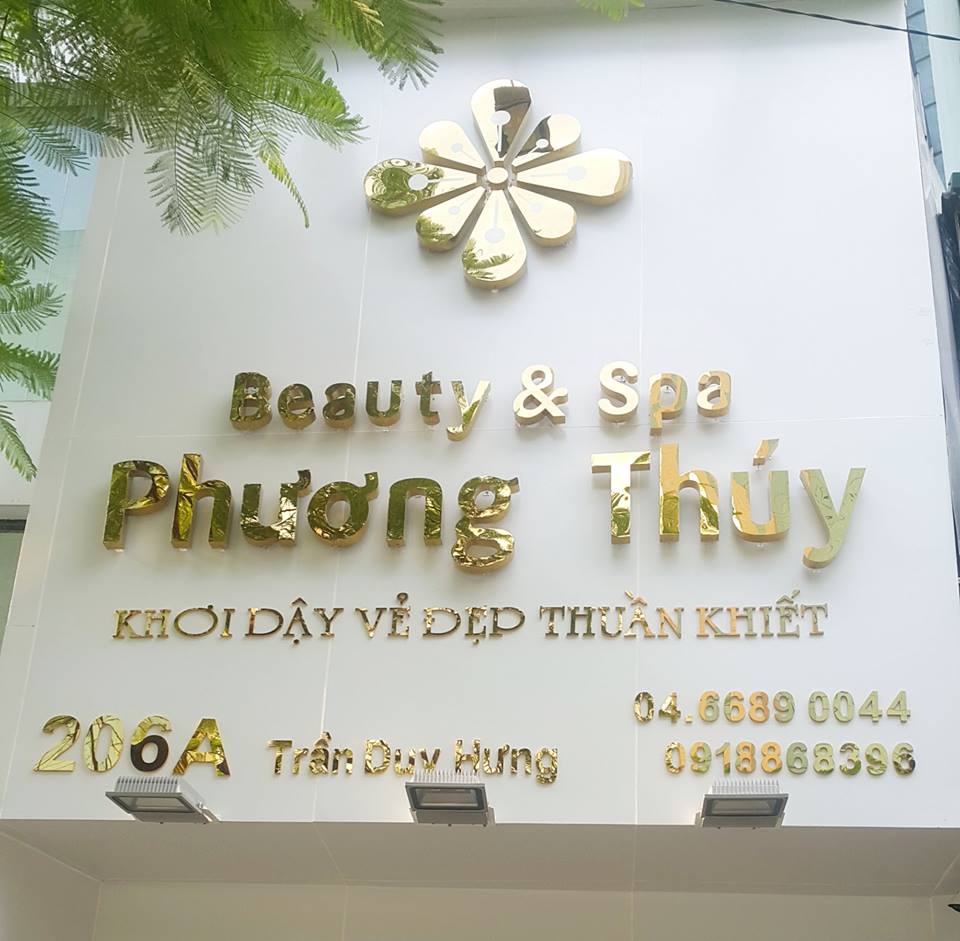 Beauty & Spa
Phương Thúy
KHƠI DẬY VẺ ĐẸP THUẦN KHIẾT
206A Trần Duy Hưng
04.6689 0044
0918868396